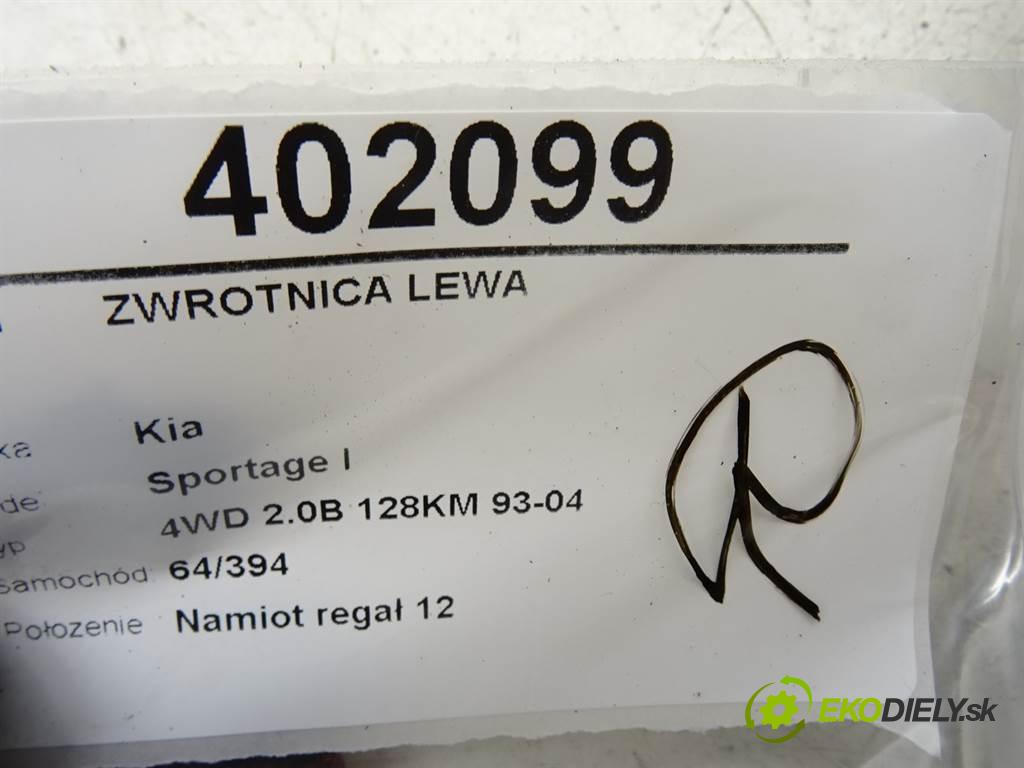 402099
ZWROTNICA LEWA
Kia
Sportage I
4WD 2.0B 128KM 93-04
Samochód: 64/394
Położenie Namiot regał 12
R
EKODIELY.sk